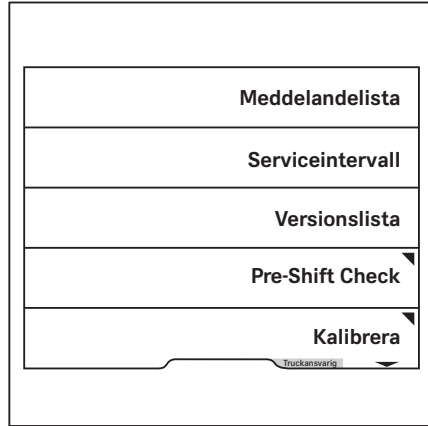 Meddelandelista
Serviceintervall
Versionslista
Pre-Shift Check
Kalibrera
Truckansvarig